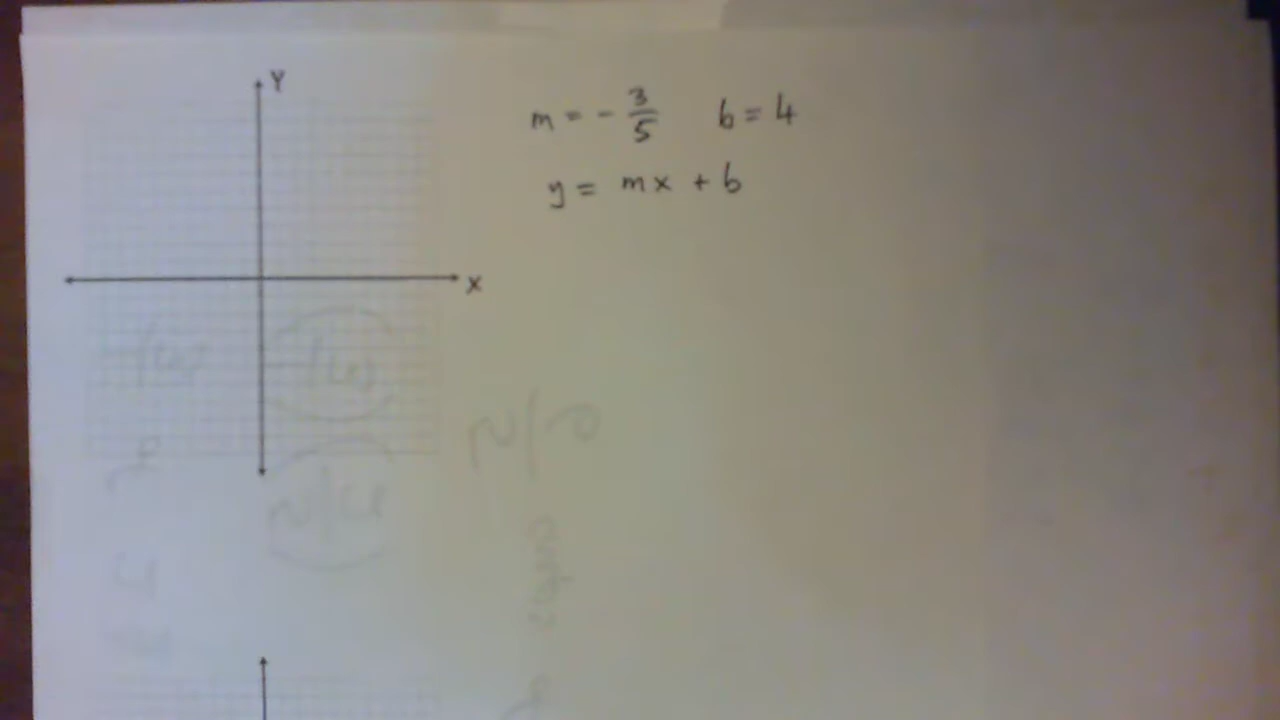 Y
m = - 3/5 b = 4
y = mx + b
X